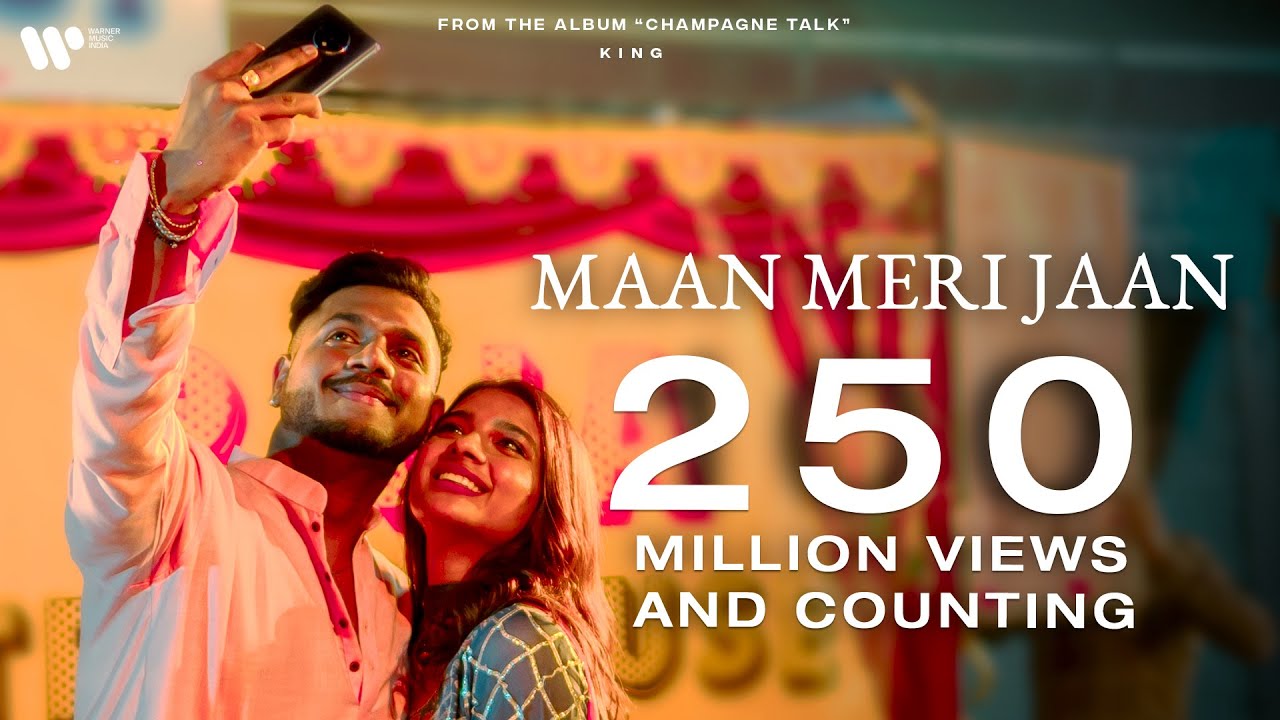 WARNER
MUSIC
INDIA
FROM THE ALBUM “CHAMPAGNE TALK”
KING
MAAN MERI JAAN
250
MILLION VIEWS
AND COUNTING